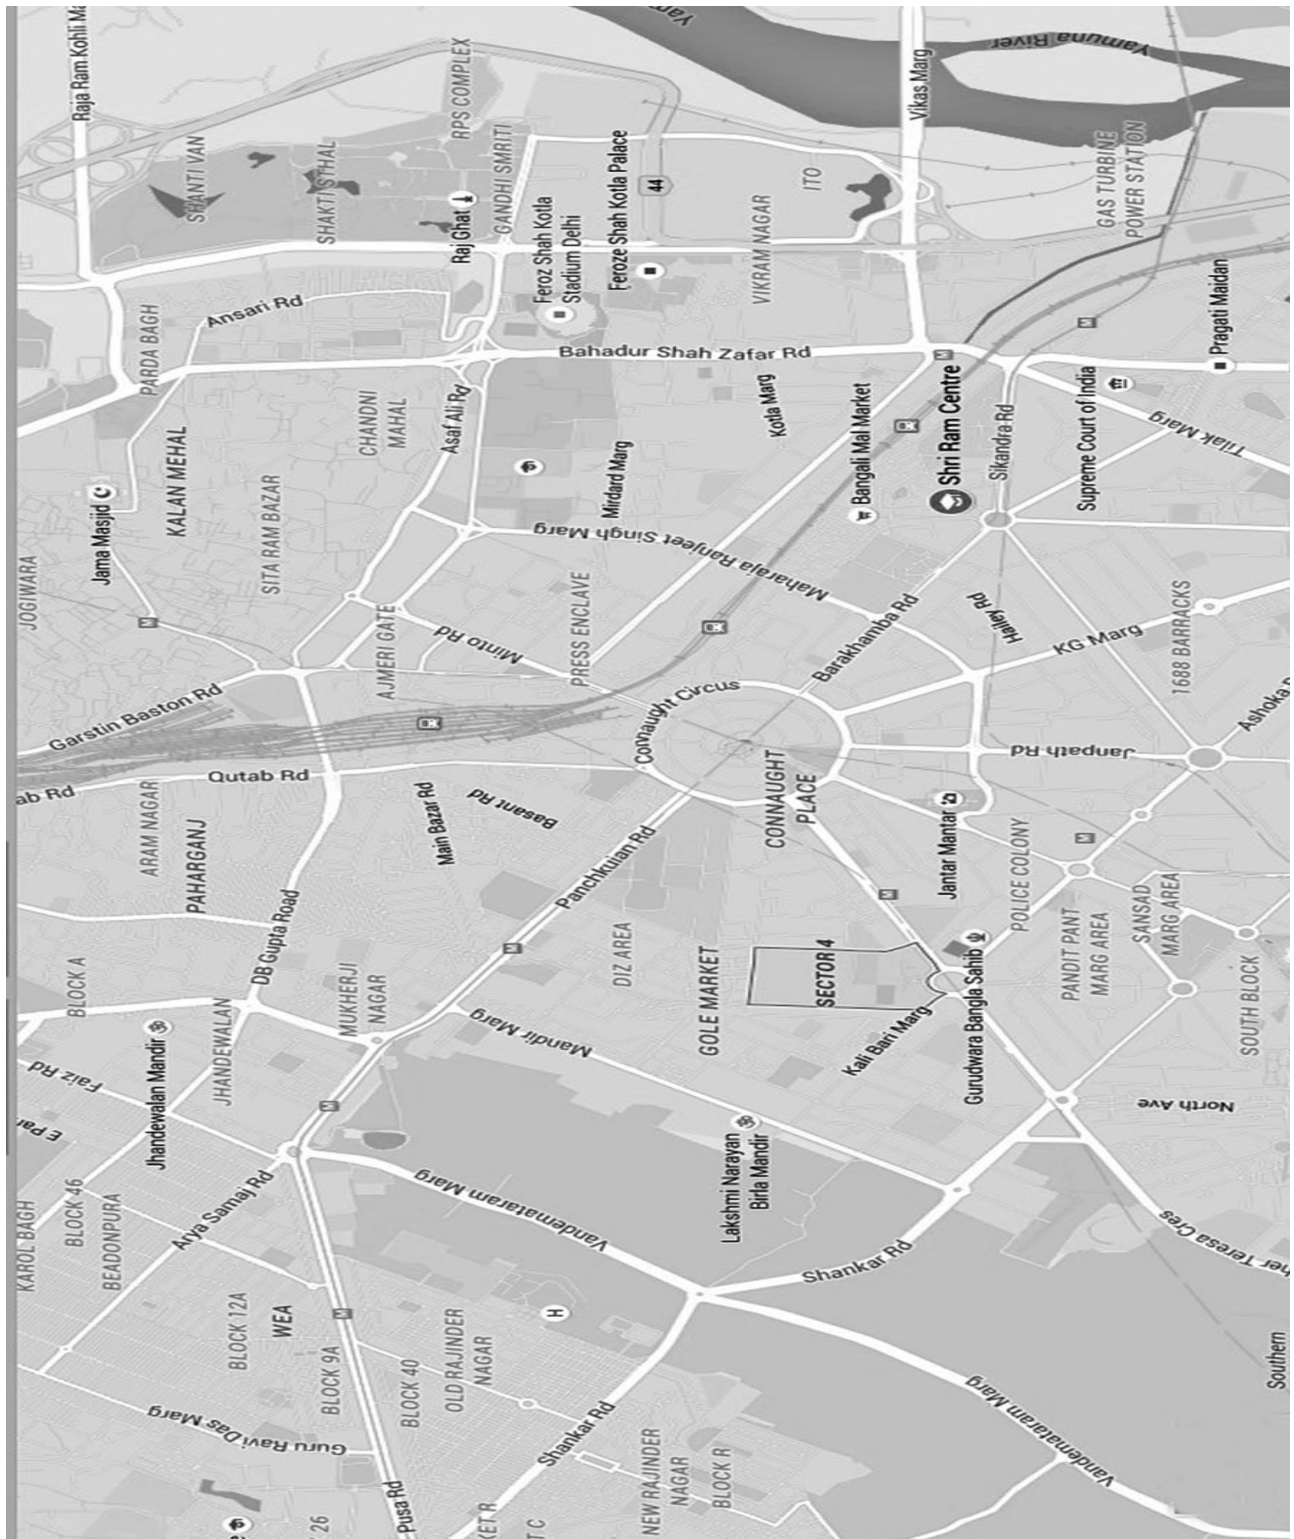 KAROL BAGH
JOGIWARA
E Par
Faiz Rd
ab Rd
BLOCK 46
BLOCK A
Raja Ram Kohli Ma
BEADONPURA
Jama Masjid
Garstin Baston Rd
Jhandewalan Mandir
ARAM NAGAR
PARDA BAGH
Guru Ravi Das Marg
Arya Samaj Rd
PAHARGANJ
KALAN MEHAL
SHANTI VAN
JHANDEWALAN
BLOCK 12A
Qutab Rd
Ansari Rd
DB Gupta Road
SITA RAM BAZAR
WEA
26
BLOCK 9A
SHAKTI STHAL
MUKHERJI
NAGAR
AJMERI GATE
CHANDNI
MAHAL
Pusa Rd
BLOCK 40
Main Bazar Rd
Asaf Ali Rd
Raj Ghat
RPS COMPLEX
OLD RAJINDER
NAGAR
Minto Rd
Basant Rd
GANDHI SMRITI
KET R
T C
Vandemataram Marg
Mandir Marg
Panchkuian Rd
Maharaja Ranjeet Singh Marg
Feroz Shah Kotla
Stadium Delhi
H
Shankar Rd
PRESS ENCLAVE
Bahadur Shah Zafar Rd
Mirdard Marg
Feroze Shah Kotla Palace
DIZ AREA
44
NEW RAJINDER
NAGAR
BLOCK R
Connaught Circus
GOLE MARKET
Lakshmi Narayan
Birla Mandir
VIKRAM NAGAR
Kotla Marg
CONNAUGHT
PLACE
ITO
SECTOR 4
Barakhamba Rd
Bangali Mal Market
Shankar Rd
Kali Bari Marg
Vikas Marg
Jantar Mantar
Shri Ram Centre
Gurudwara Bangla Sahib
Hailey Rd
Sikandra Rd
Yamuna River
POLICE COLONY
Janpath Rd
KG Marg
Vandemataram Marg
PANDIT PANT
MARG AREA
Supreme Court of India
GAS TURBINE
POWER STATION
SANSAD
MARG AREA
Tilak Marg
North Ave
1688 BARRACKS
her Teresa Cres
Pragati Maidan
SOUTH BLOCK
Ashoka
Southern